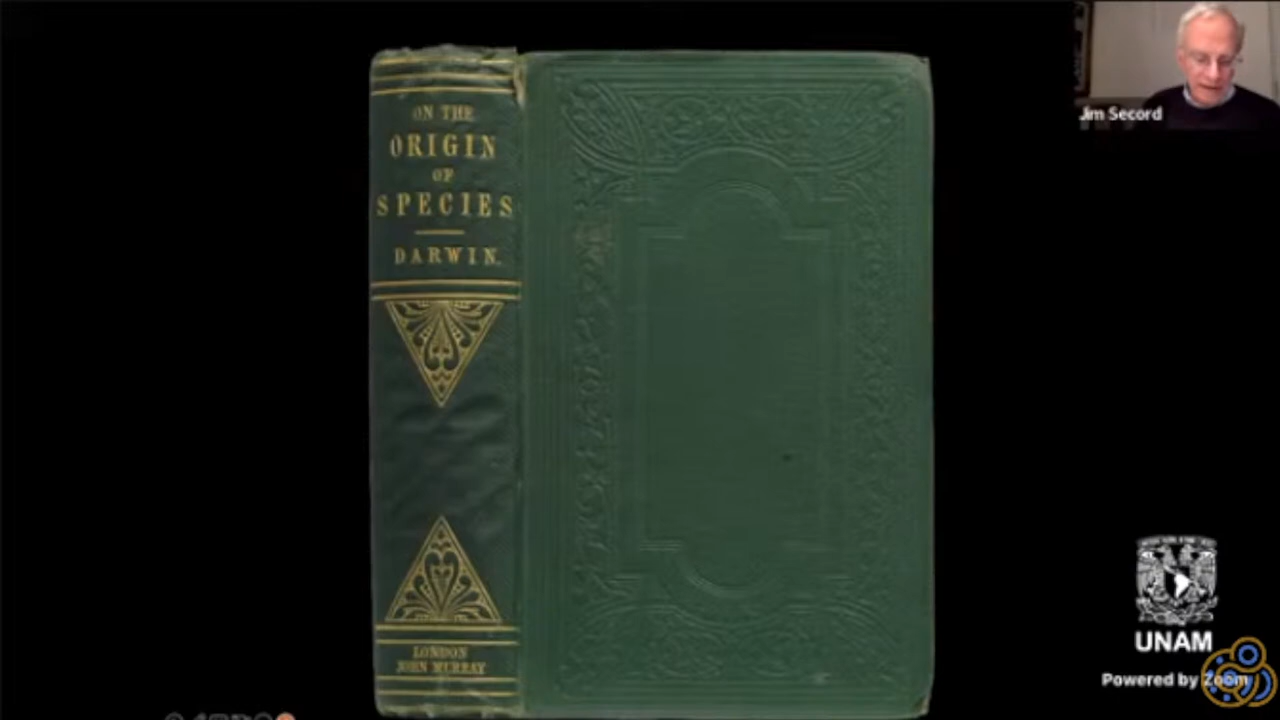 ON THE
ORIGIN
OF
SPECIES
DARWIN.
LONDON
JOHN MURRAY
Jim Secord
UNAM
Powered by Zoom